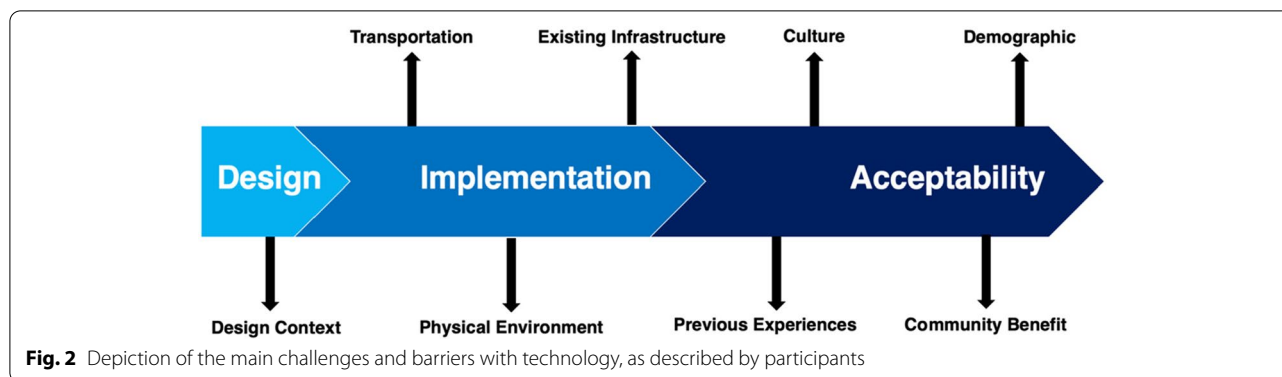 Transportation Existing Infrastructure Culture Demographic
Design Implementation Acceptability
Design Context Physical Environment Previous Experiences Community Benefit
Fig. 2 Depiction of the main challenges and barriers with technology, as described by participants